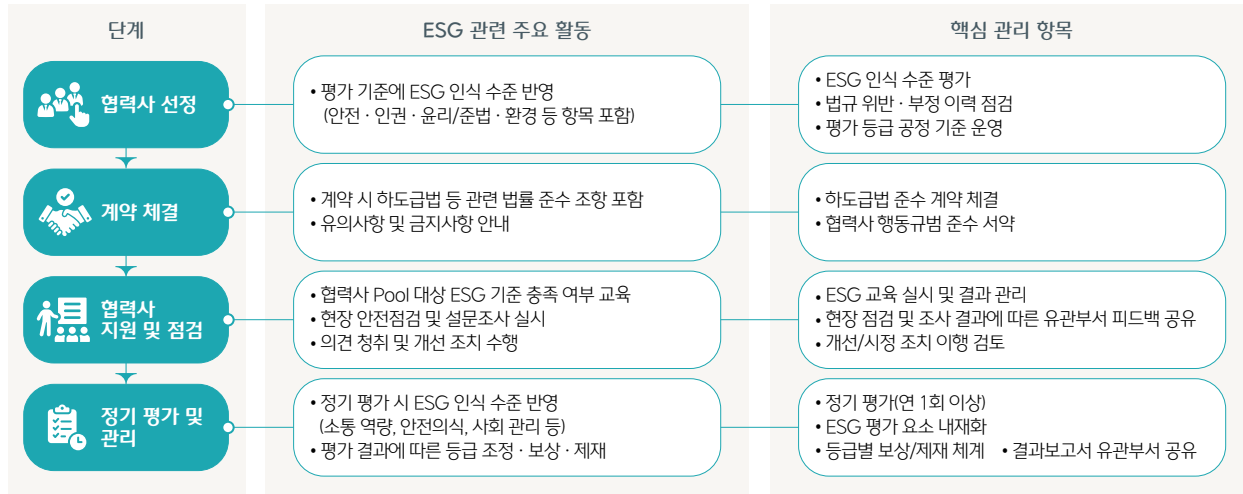 단계
ESG 관련 주요 활동
핵심 관리 항목
협력사 선정
• 평가 기준에 ESG 인식 수준 반영
(안전 · 인권 · 윤리/준법 · 환경 등 항목 포함)
• ESG 인식 수준 평가
• 법규 위반 · 부정 이력 점검
• 평가 등급 공정 기준 운영
계약 체결
• 계약 시 하도급법 등 관련 법률 준수 조항 포함
• 유의사항 및 금지사항 안내
• 하도급법 준수 계약 체결
• 협력사 행동규범 준수 서약
협력사
지원 및 점검
• 협력사 Pool 대상 ESG 기준 충족 여부 교육
• 현장 안전점검 및 설문조사 실시
• 의견 청취 및 개선 조치 수행
• ESG 교육 실시 및 결과 관리
• 현장 점검 및 조사 결과에 따른 유관부서 피드백 공유
• 개선/시정 조치 이행 검토
정기 평가 및
관리
• 정기 평가 시 ESG 인식 수준 반영
(소통 역량, 안전의식, 사회 관리 등)
• 평가 결과에 따른 등급 조정 · 보상 · 제재
• 정기 평가(연 1회 이상)
• ESG 평가 요소 내재화
• 등급별 보상/제재 체계 • 결과보고서 유관부서 공유